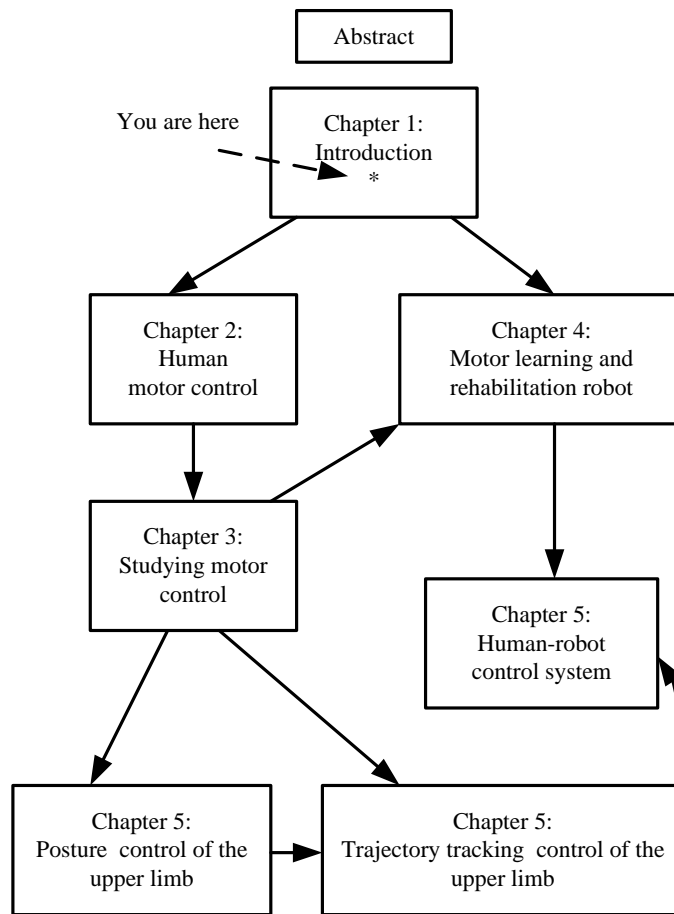 Abstract
You are here
Chapter 1:
Introduction
*
Chapter 2:
Human
motor control
Chapter 4:
Motor learning and
rehabilitation robot
Chapter 3:
Studying motor
control
Chapter 5:
Human-robot
control system
Chapter 5:
Posture control of the
upper limb
Chapter 5:
Trajectory tracking control of the
upper limb